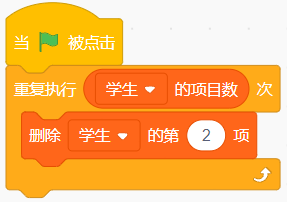 当 被点击
重复执行 学生 的项目数 次
删除 学生 的第 2 项